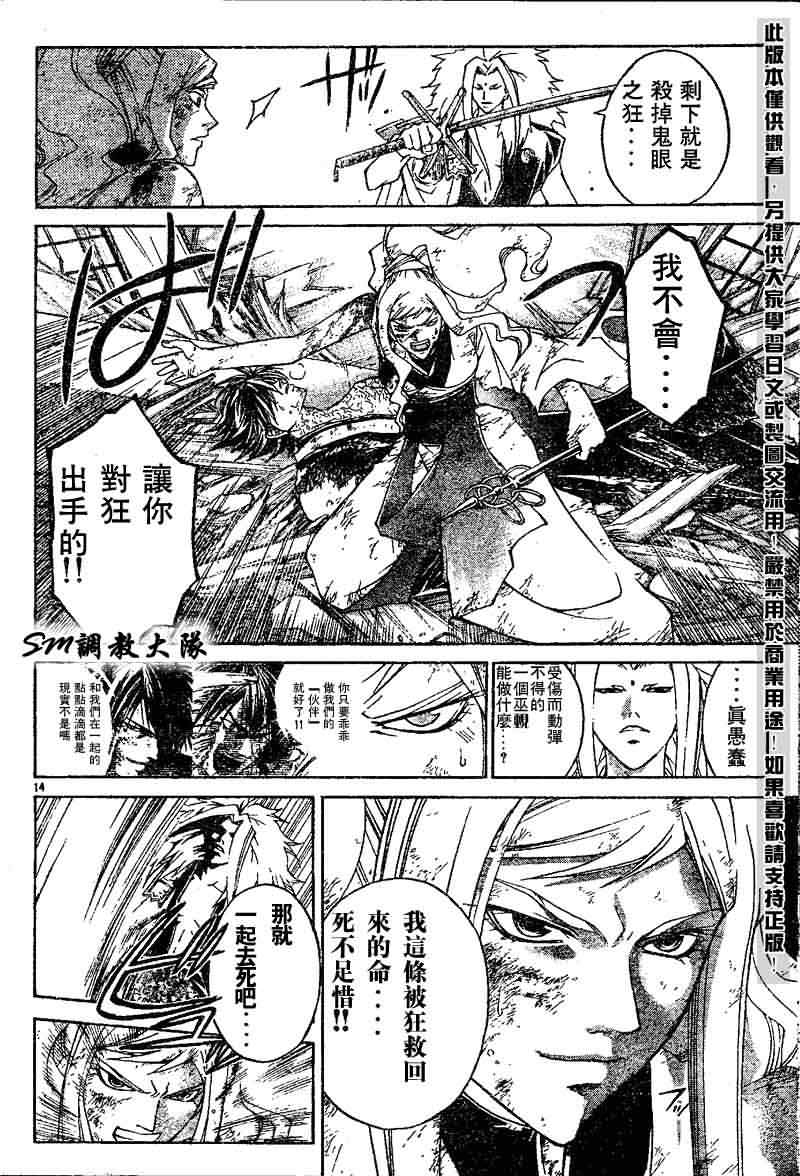 剩下就是
殺掉鬼眼
之狂....
我不會....
ばっ
讓你
對狂
出手的!!
SM調教大隊
真愚蠢
受傷而動彈
不得的
一個巫覡
能做什麼...?
你只要乖乖
做我們的
『伙伴』
就好了!!
和我們在一起的
點點滴滴都是
現實不是嗎
14
我這條被狂救回
來的命....
死不足惜!!
フッ
那就
一起去死吧...
此版本僅供觀看!另提供大家學習日文或製圖交流用!嚴禁用於商業用途!如果喜歡請支持正版!